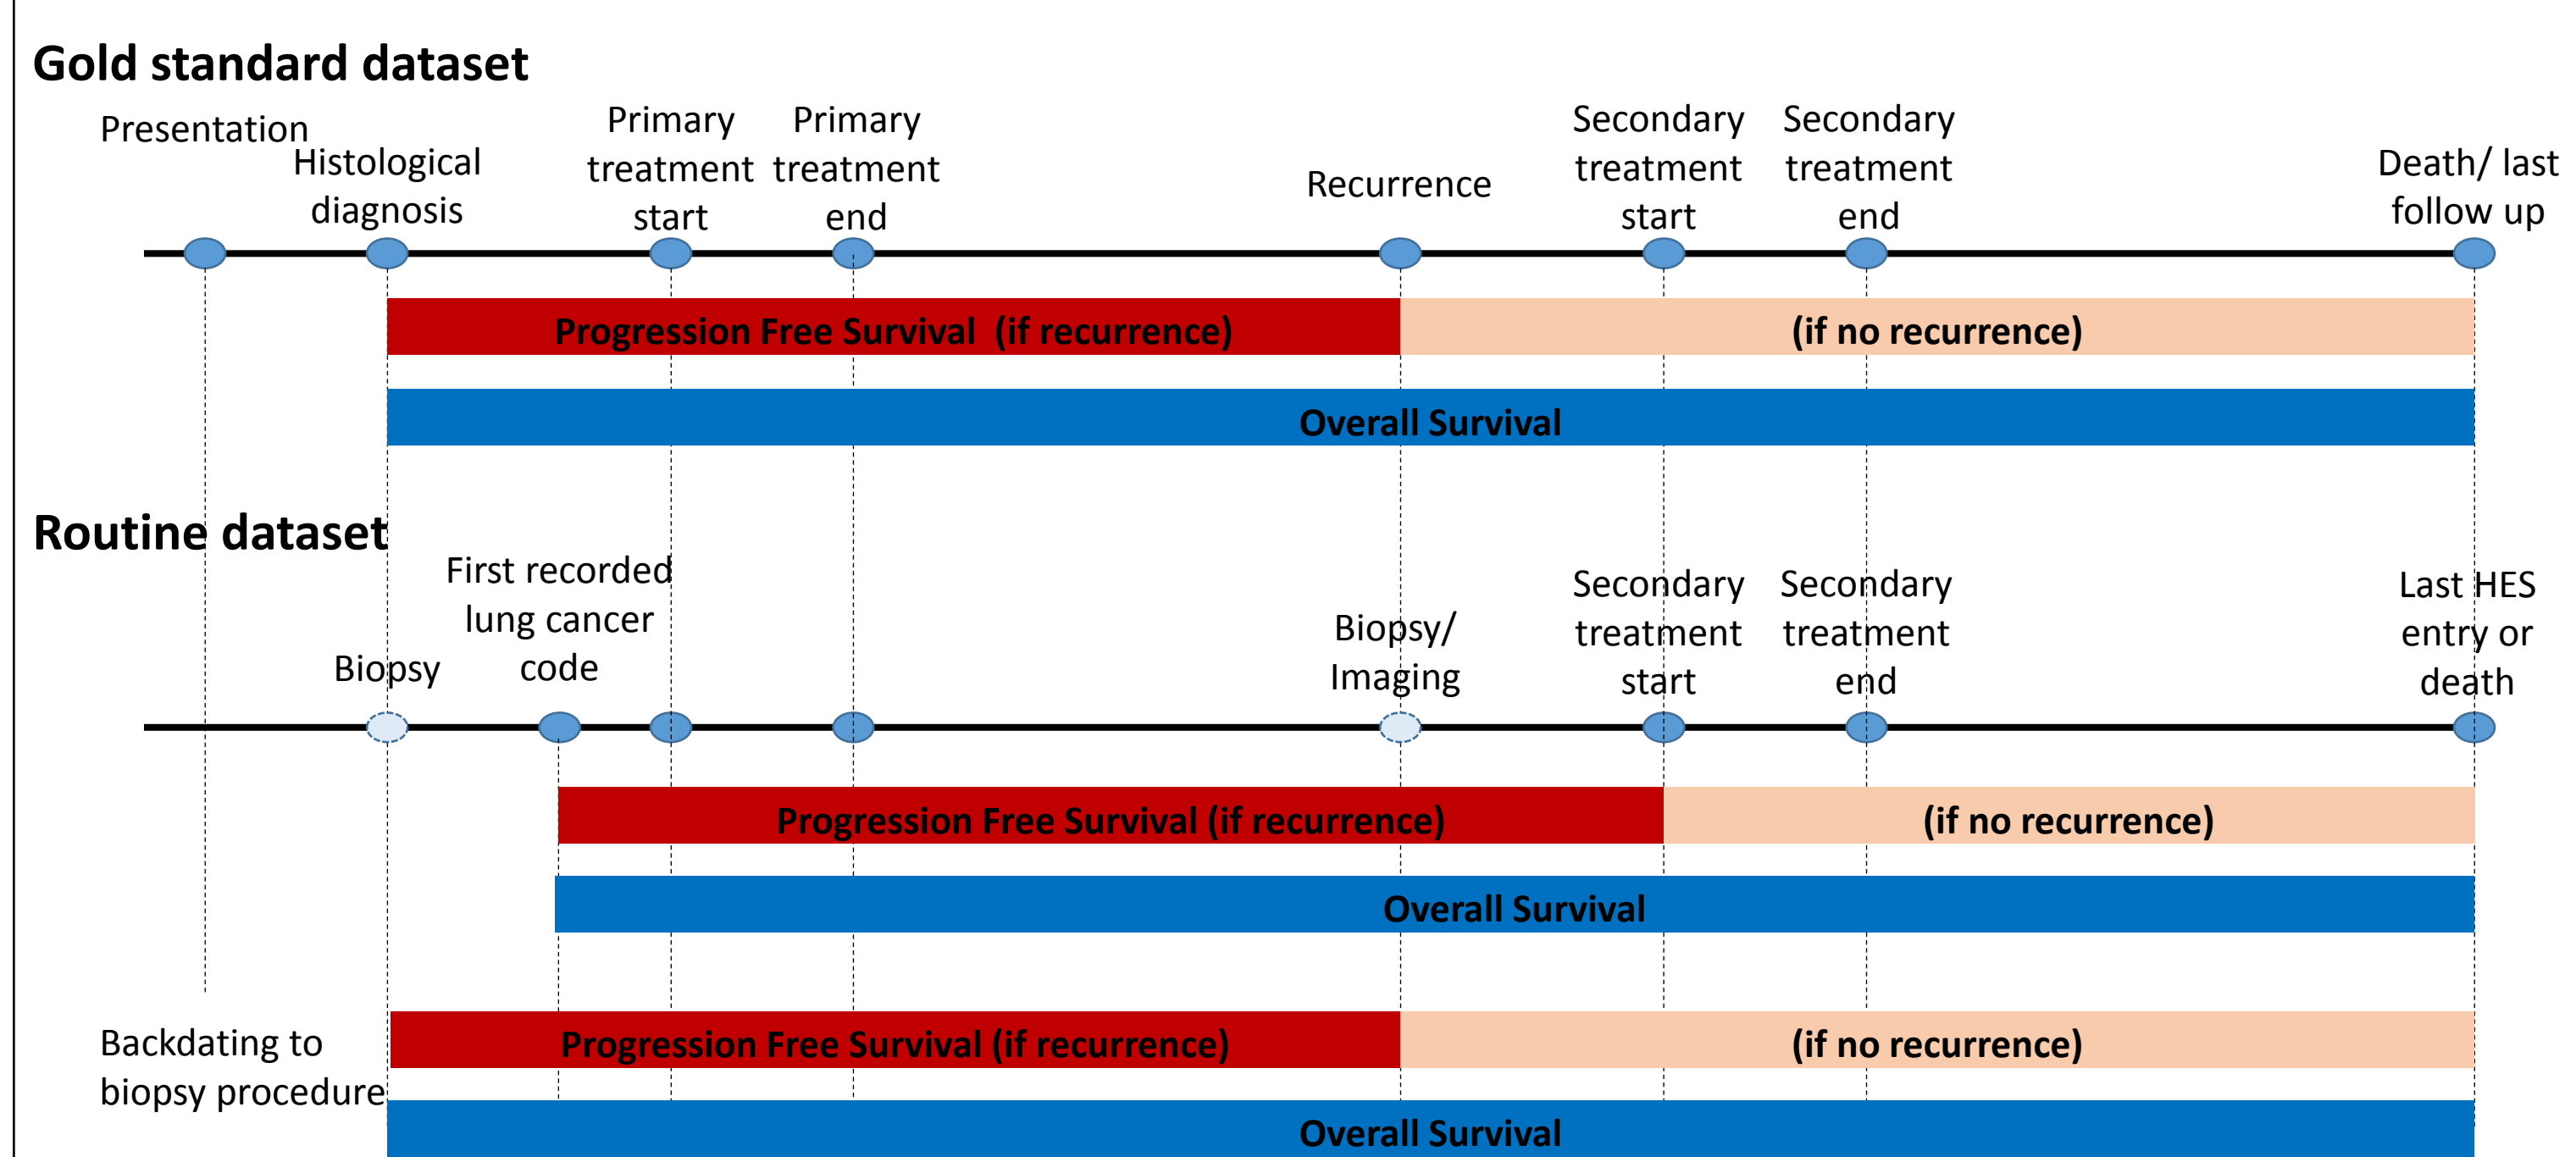 Gold standard dataset
Presentation
Histological
diagnosis
Primary
treatment
start
Primary
treatment
end
Recurrence
Secondary
treatment
start
Secondary
treatment
end
Death/ last
follow up
Progression Free Survival (if recurrence)
(if no recurrence)
Overall Survival
Routine dataset
Biopsy
First recorded
lung cancer
code
Biopsy/
Imaging
Secondary
treatment
start
Secondary
treatment
end
Last HES
entry or
death
Progression Free Survival (if recurrence)
(if no recurrence)
Overall Survival
Backdating to
biopsy procedure
Progression Free Survival (if recurrence)
(if no recurrence)
Overall Survival